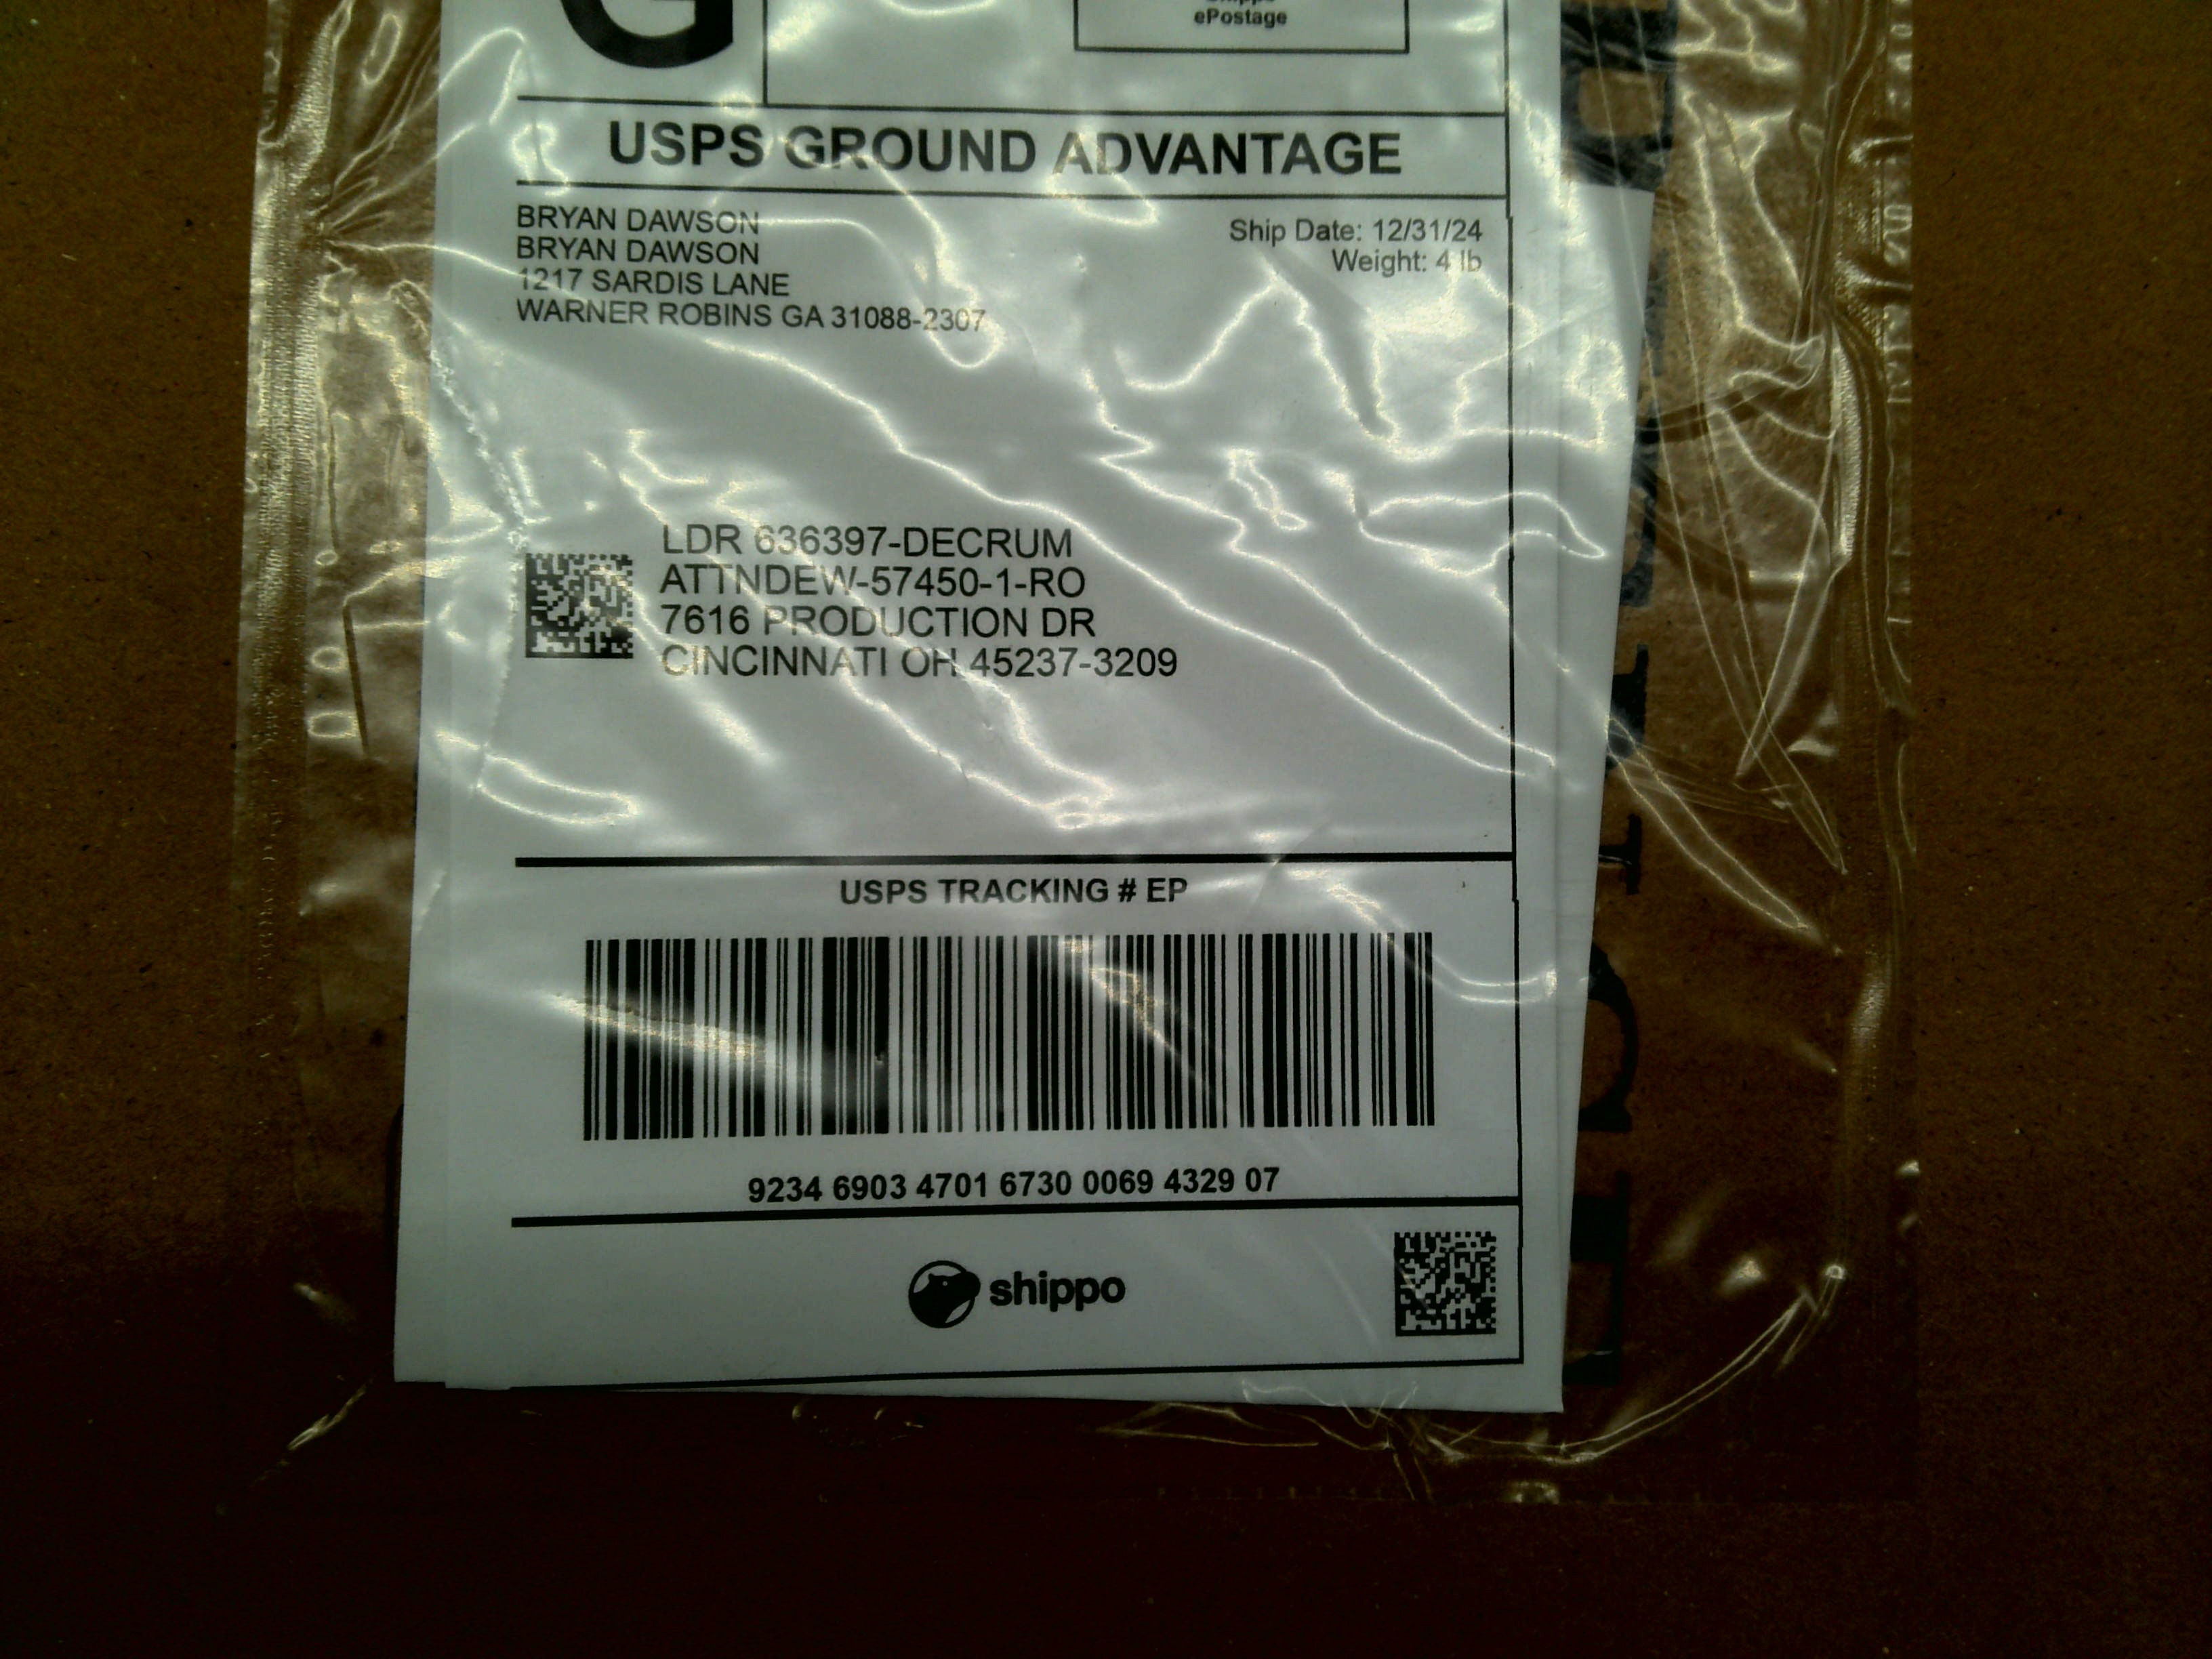 G
ePostage
USPS GROUND ADVANTAGE
BRYAN DAWSON
BRYAN DAWSON
1217 SARDIS LANE
WARNER ROBINS GA 31088-2307
Ship Date: 12/31/24
Weight: 4 lb
LDR 636397-DECRUM
ATTNDEW-57450-1-RO
7616 PRODUCTION DR
CINCINNATI OH 45237-3209
USPS TRACKING # EP
9234 6903 4701 6730 0069 4329 07
shippo